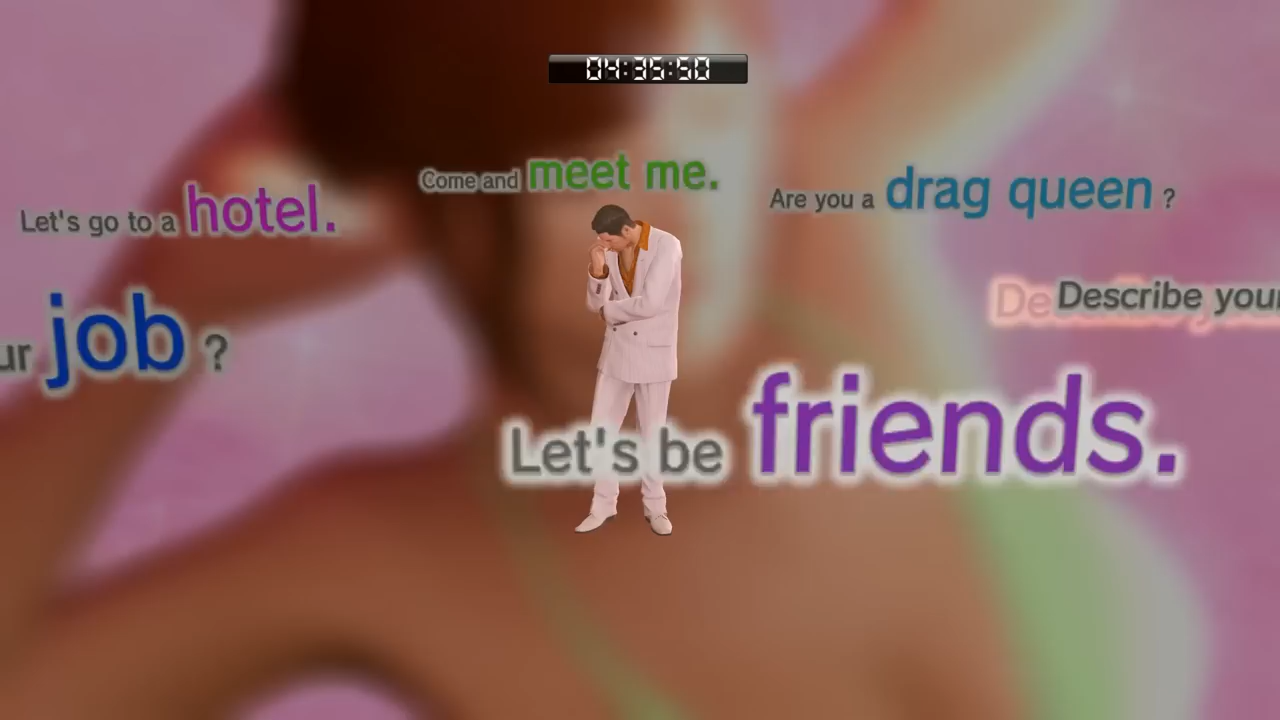 04:35:50
Come and meet me.
Let's go to a hotel.
Are you a drag queen ?
Describe your
ur job ?
Let's be friends.